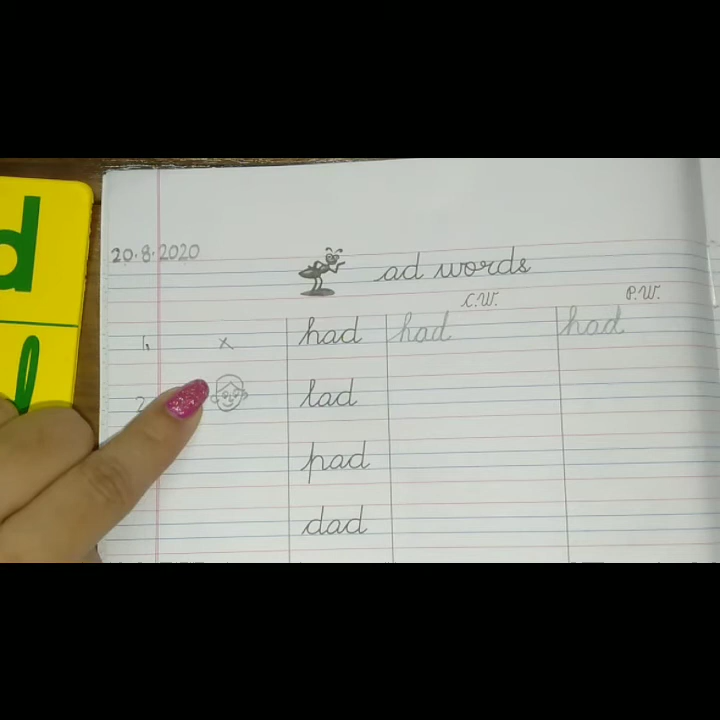 d
20.8.2020
ad words
C.W.
P.W.
1. x had had had
2 lad
pad
dad